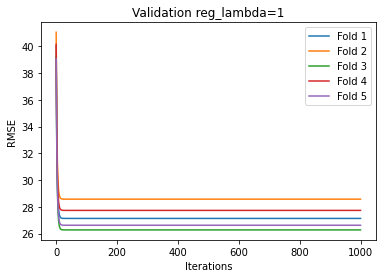 Validation reg_lambda=1
Fold 1
Fold 2
Fold 3
Fold 4
Fold 5
RMSE
40
38
36
34
32
30
28
26
0 200 400 600 800 1000
Iterations